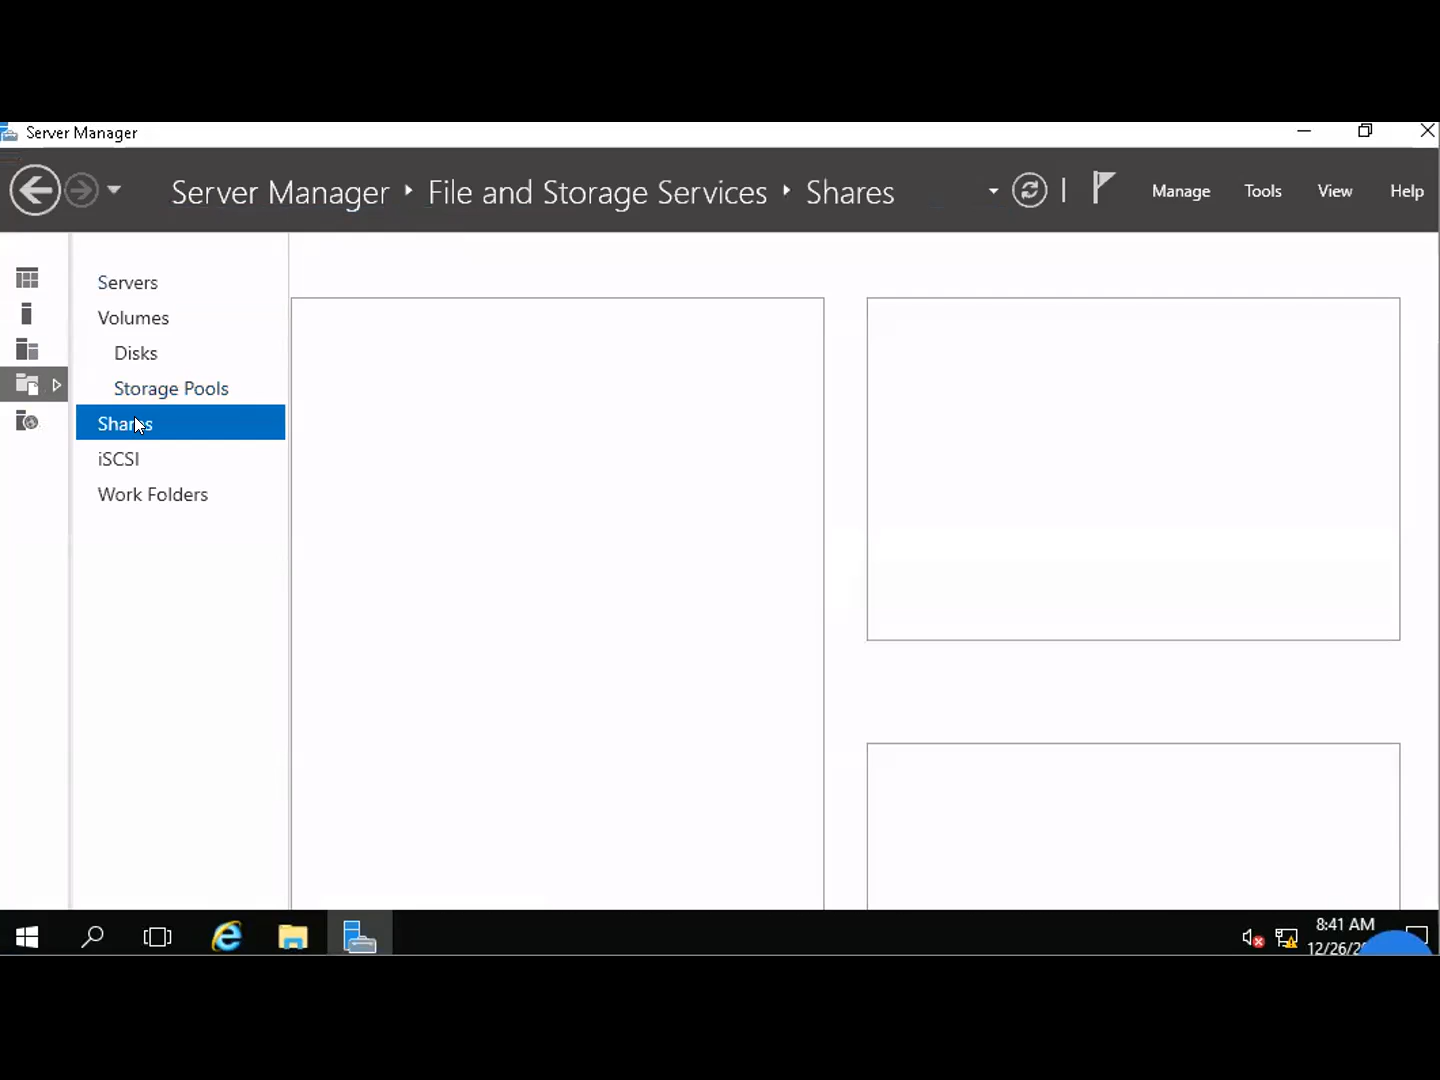 Server Manager
Server Manager File and Storage Services Shares
Manage Tools View Help
Servers
Volumes
Disks
Storage Pools
Shares
iSCSI
Work Folders
8:41 AM